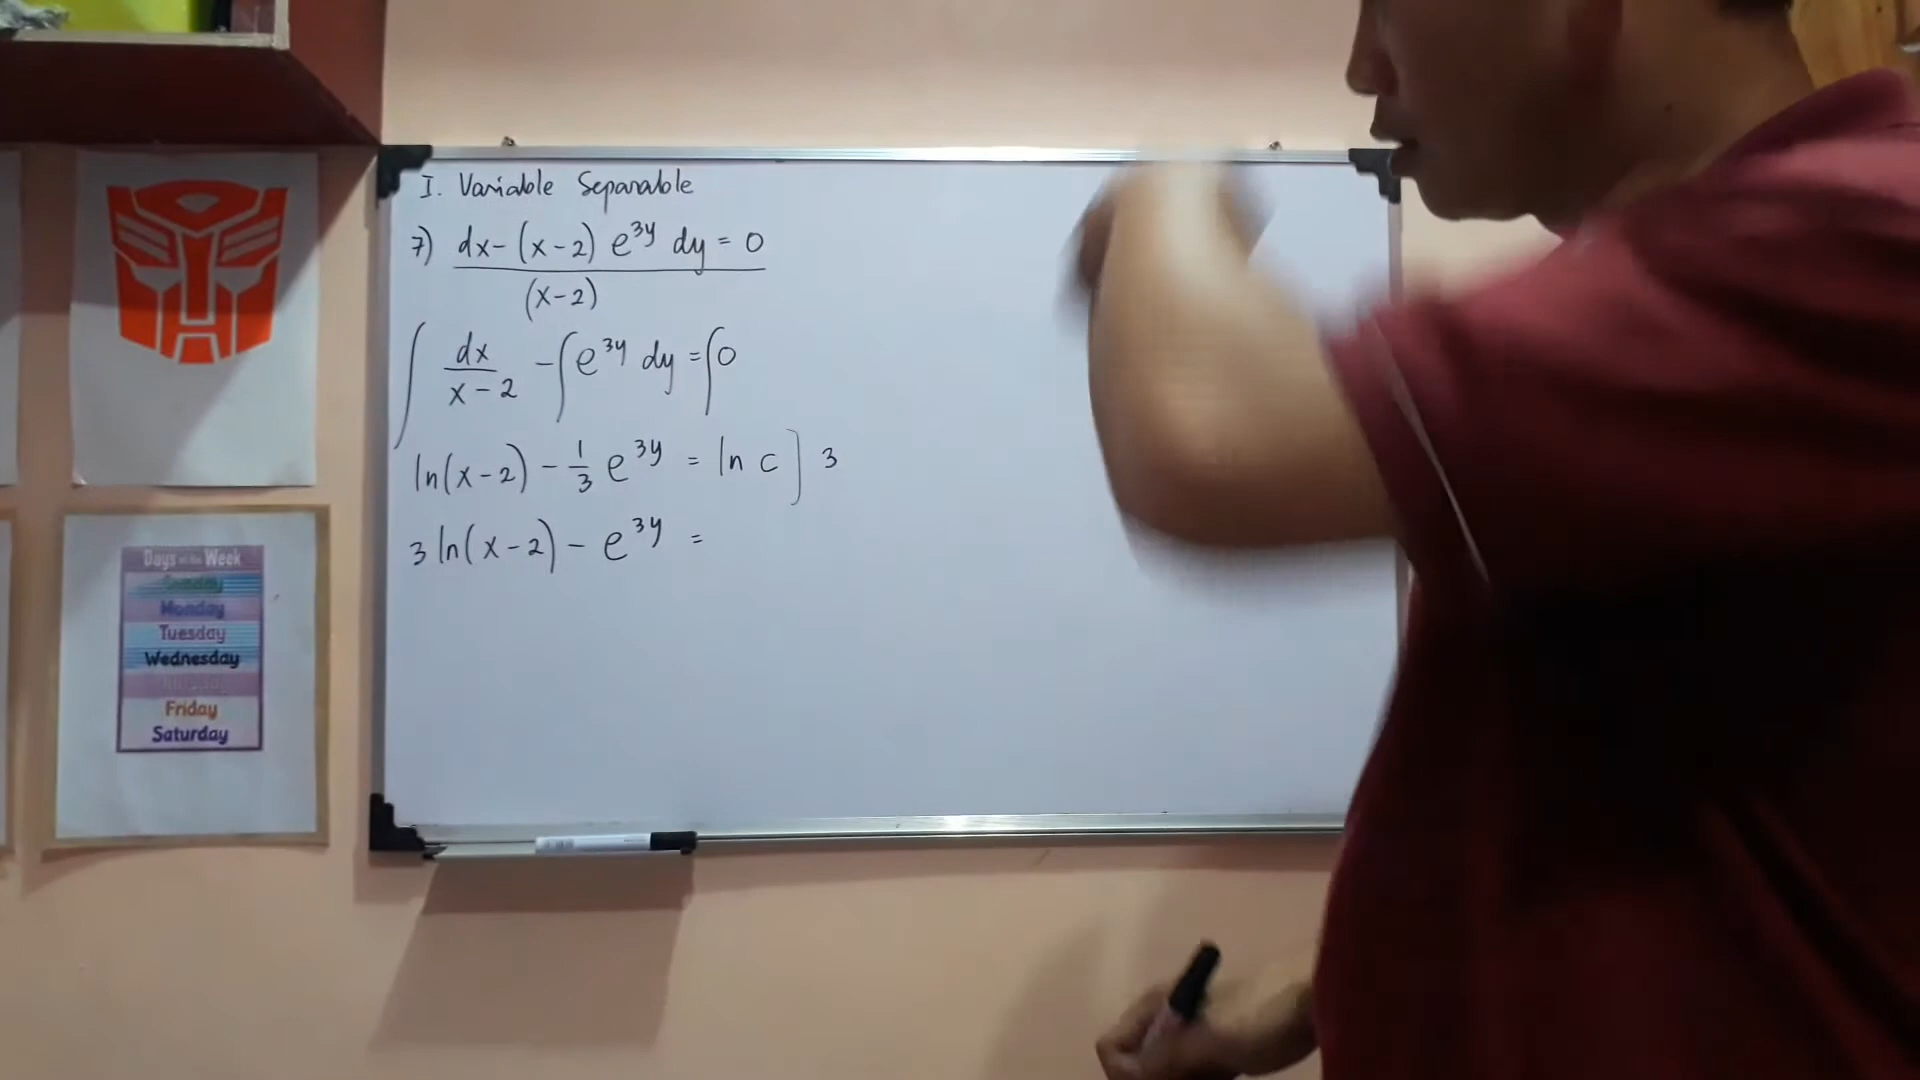 I. Variable Separable
7) dx-(x-2) e^3y dy = 0
(x-2)
∫ dx/x-2 - ∫e^3y dy = ∫0
ln(x-2) - 1/3 e^3y = ln c] 3
3 ln(x-2) - e^3y =
Days of the Week
Sunday
Monday
Tuesday
Wednesday
Friday
Saturday